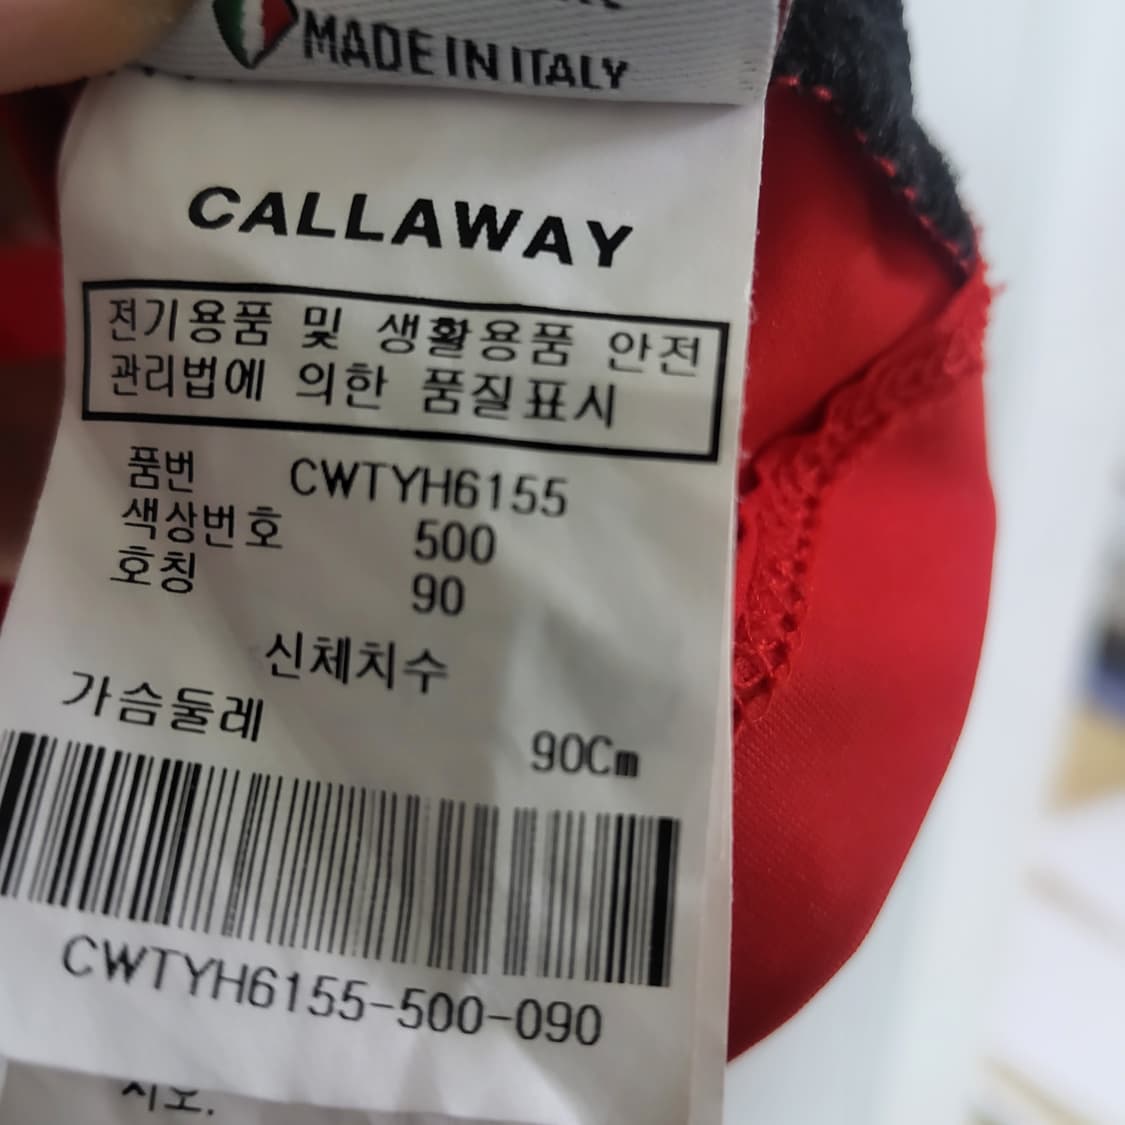 MADE IN ITALY
CALLAWAY
전기용품 및 생활용품 안전
관리법에 의한 품질표시
품번 CWTYH6155
색상번호 500
호칭 90
신체치수
가슴둘레 90Cm
CWTYH6155-500-090
시오.